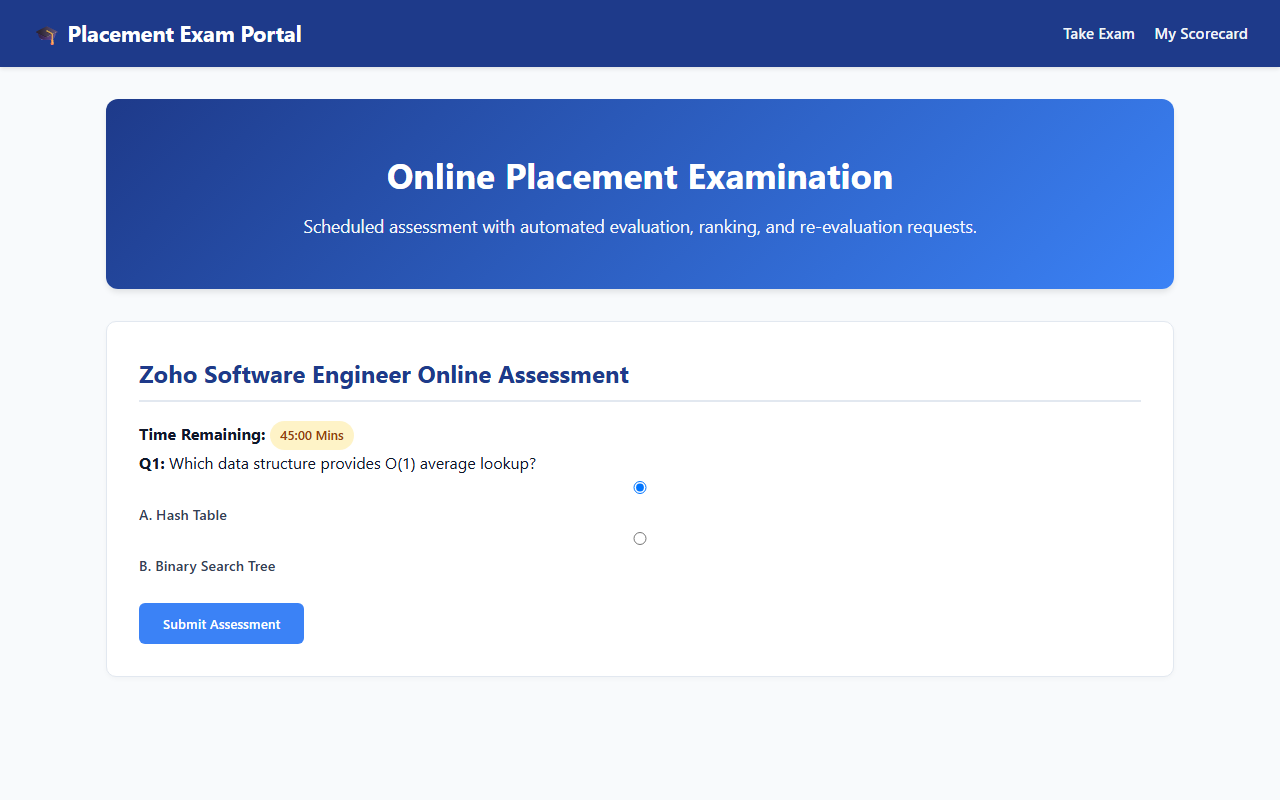 Placement Exam Portal
Take Exam
My Scorecard
Online Placement Examination
Scheduled assessment with automated evaluation, ranking, and re-evaluation requests.
Zoho Software Engineer Online Assessment
Time Remaining: 45:00 Mins
Q1: Which data structure provides O(1) average lookup?
A. Hash Table
B. Binary Search Tree
Submit Assessment